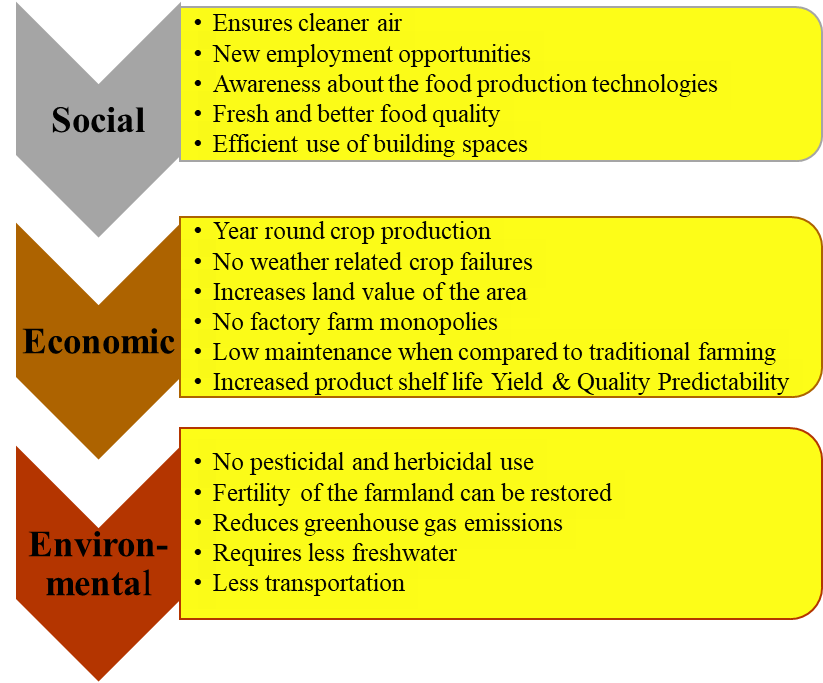 Social
• Ensures cleaner air
• New employment opportunities
• Awareness about the food production technologies
• Fresh and better food quality
• Efficient use of building spaces
Economic
• Year round crop production
• No weather related crop failures
• Increases land value of the area
• No factory farm monopolies
• Low maintenance when compared to traditional farming
• Increased product shelf life Yield & Quality Predictability
Environ-
mental
• No pesticidal and herbicidal use
• Fertility of the farmland can be restored
• Reduces greenhouse gas emissions
• Requires less freshwater
• Less transportation